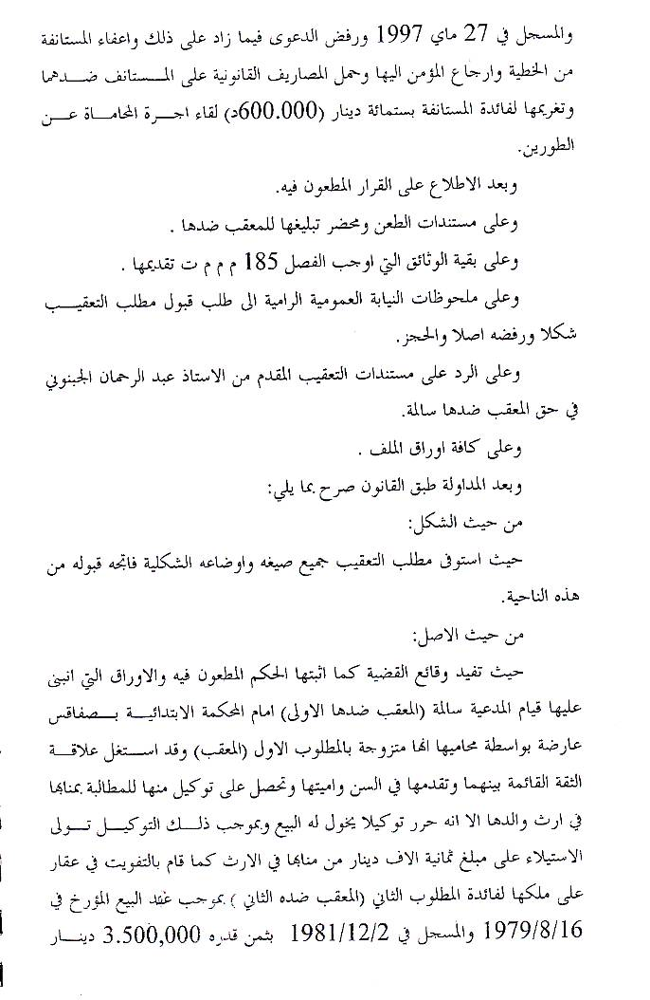 والمسجل في 27 ماي 1997 ورفض الدعوى فيما زاد على ذلك واعفاء المستانفة
من الخطية وارجاع المؤمن اليها وحمل المصاريف القانونية على المستانف ضدهما
وتغريمها لفائدة المستانفة بستمائة دينار (600.000د) لقاء اجرة المحاماة عن
الطورين.
وبعد الاطلاع على القرار المطعون فيه.
وعلى مستندات الطعن ومحضر تبليغها للمعقب ضدها .
وعلى بقية الوثائق التي اوجب الفصل 185 م م م ت تقديمها .
وعلى ملحوظات النيابة العمومية الرامية الى طلب قبول مطلب التعقيب
شكلا ورفضه اصلا والحجز.
وعلى الرد على مستندات التعقيب المقدم من الاستاذ عبد الرحمان الجبنوني
في حق المعقب ضدها سالمة.
وعلى كافة اوراق الملف .
وبعد المداولة طبق القانون صرح بما يلي:
من حيث الشكل:
حيث استوفى مطلب التعقيب جميع صيغه واوضاعه الشكلية فاتجه قبوله من
هذه الناحية.
من حيث الاصل:
حيث تفيد وقائع القضية كما اثبتها الحكم المطعون فيه والاوراق التي انبنى
عليها قيام المدعية سالمة (المعقب ضدها الاولى) امام المحكمة الابتدائية بصفاقس
عارضة بواسطة محاميها انها متزوجة بالمطلوب الاول (المعقب) وقد استغل علاقة
الثقة القائمة بينهما وتقدمها في السن واميتها وتحصل على توكيل منها للمطالبة بمنابها
في ارث والدها الا انه حرر توكيلا يخول له البيع وبموجب ذلك التوكيل تولى
الاستيلاء على مبلغ ثمانية الاف دينار من منابها في الارث كما قام بالتفويت في عقار
على ملكها لفائدة المطلوب الثاني (المعقب ضده الثاني ) بموجب عقد البيع المؤرخ في
1979/8/16 والمسجل في 1981/12/2 بثمن قدره 3.500,000 دينار